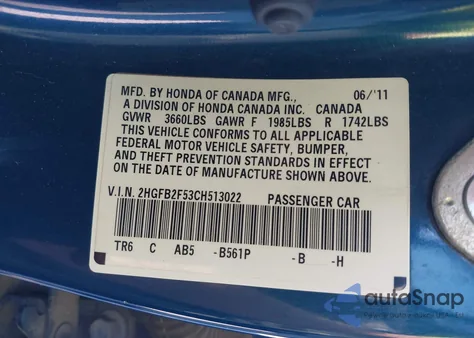 MFD. BY HONDA OF CANADA MFG., 06/'11
A DIVISION OF HONDA CANADA INC. CANADA
GVWR 3660LBS GAWR F 1985LBS R 1742LBS
THIS VEHICLE CONFORMS TO ALL APPLICABLE
FEDERAL MOTOR VEHICLE SAFETY, BUMPER,
AND THEFT PREVENTION STANDARDS IN EFFECT
ON THE DATE OF MANUFACTURE SHOWN ABOVE.
V.I.N. 2HGFB2F53CH513022 PASSENGER CAR
TR6 C AB5 -B561P -B -H
autoSnap